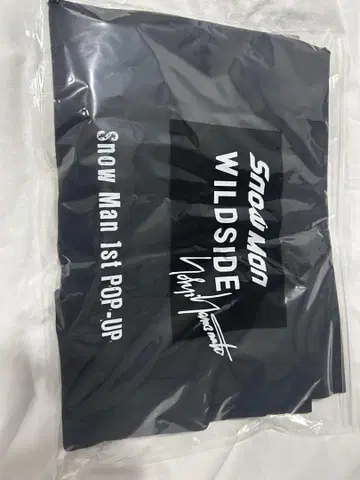 Snow Man
WILDSIDE
Yohji Yamamoto
Snow Man 1st POP-UP